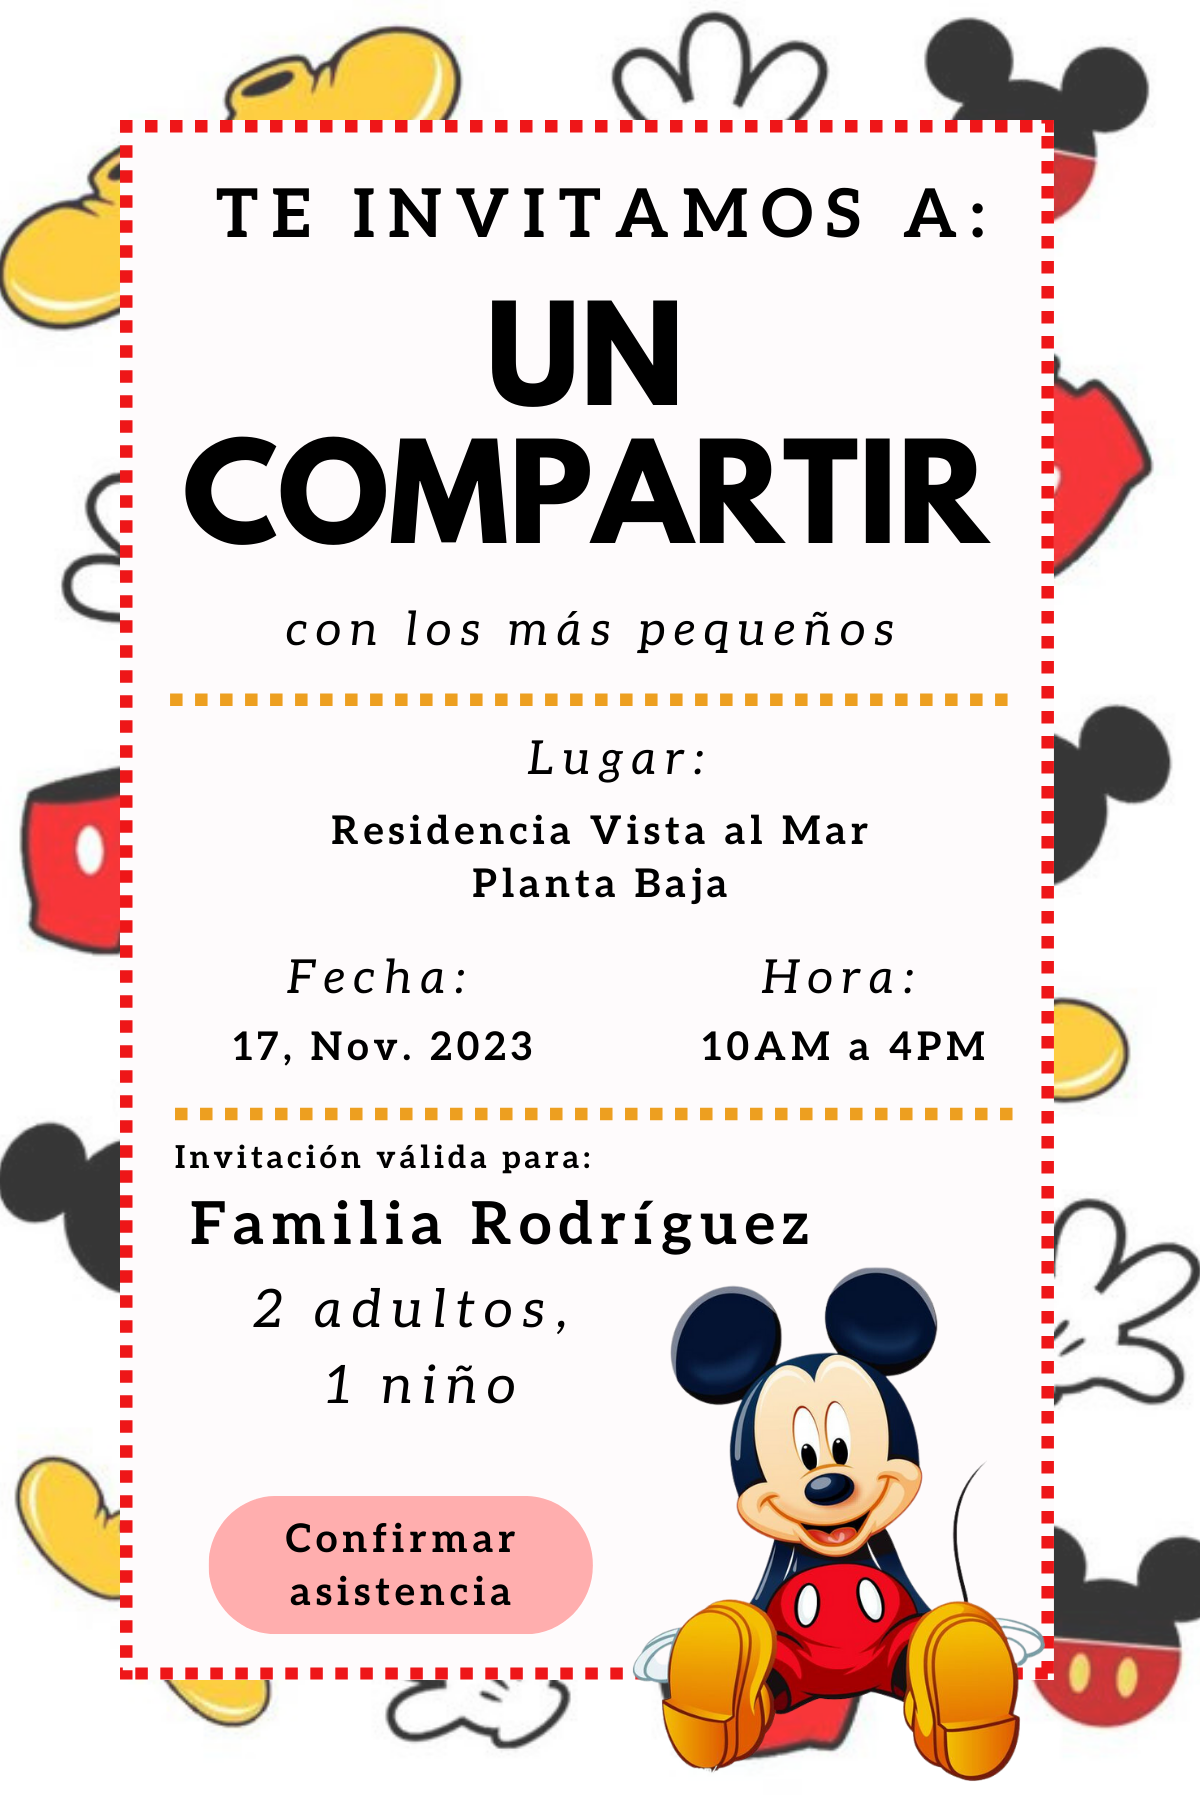 TE INVITAMOS A:
UN
COMPARTIR
con los más pequeños
Lugar:
Residencia Vista al Mar
Planta Baja
Fecha:
17, Nov. 2023
Hora:
10AM a 4PM
Invitación válida para:
Familia Rodríguez
2 adultos,
1 niño
Confirmar
asistencia